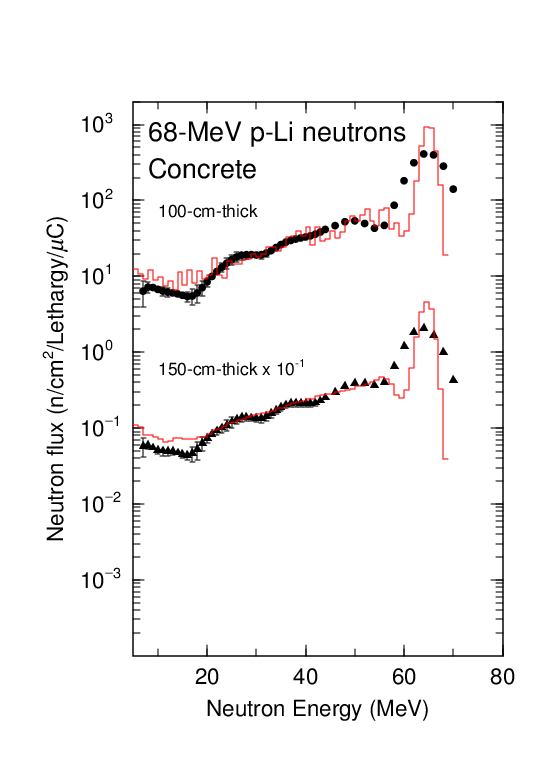 68-MeV p-Li neutrons
Concrete
100-cm-thick
150-cm-thick x 10⁻¹
Neutron flux (n/cm²/Lethargy/μC)
10³
10²
10¹
10⁰
10⁻¹
10⁻²
10⁻³
20 40 60 80
Neutron Energy (MeV)